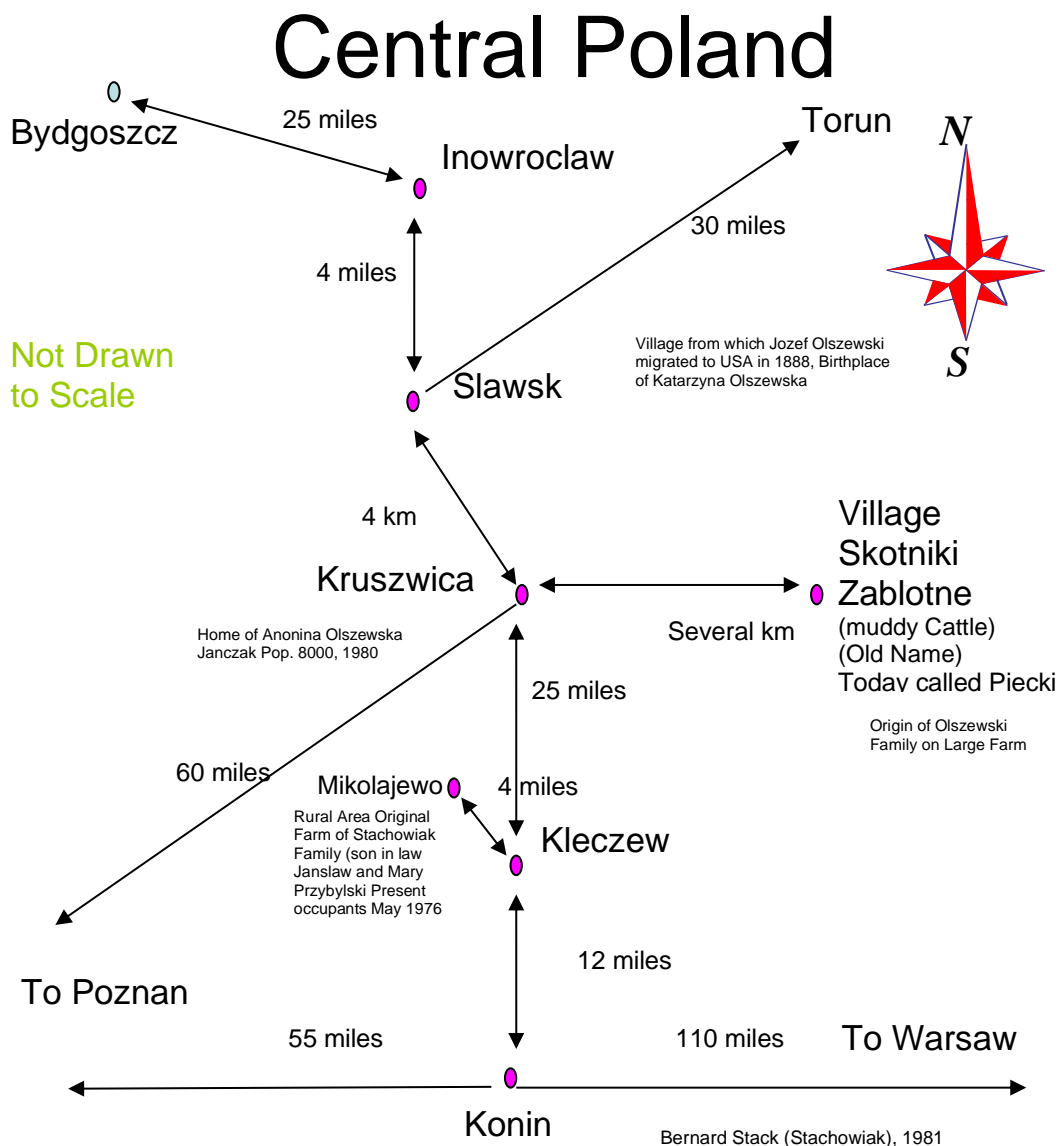 Central Poland
Bydgoszcz
25 miles
Inowroclaw
Torun
N
30 miles
4 miles
Not Drawn
to Scale
Slawsk
Village from which Jozef Olszewski
migrated to USA in 1888, Birthplace
of Katarzyna Olszewska
S
4 km
Kruszwica
Village
Skotniki
Zablotne
(muddy Cattle)
(Old Name)
Today called Piecki
Several km
Home of Anonina Olszewska
Janczak Pop. 8000, 1980
25 miles
Origin of Olszewski
Family on Large Farm
60 miles
Mikolajewo
4 miles
Rural Area Original
Farm of Stachowiak
Family (son in law
Janslaw and Mary
Przybylski Present
occupants May 1976
Kleczew
12 miles
To Poznan
55 miles
110 miles
To Warsaw
Konin
Bernard Stack (Stachowiak), 1981